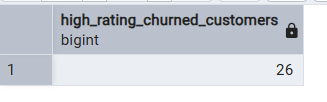 high_rating_churned_customers
bigint
1 26